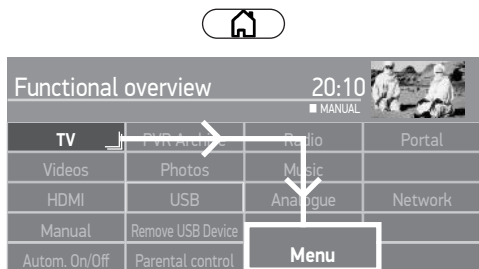 Functional overview 20:10
MANUAL
TV PVR Archive Radio Portal
Videos Photos Music
HDMI USB Analogue Network
Manual Remove USB Device
Menu
Autom. On/Off Parental control